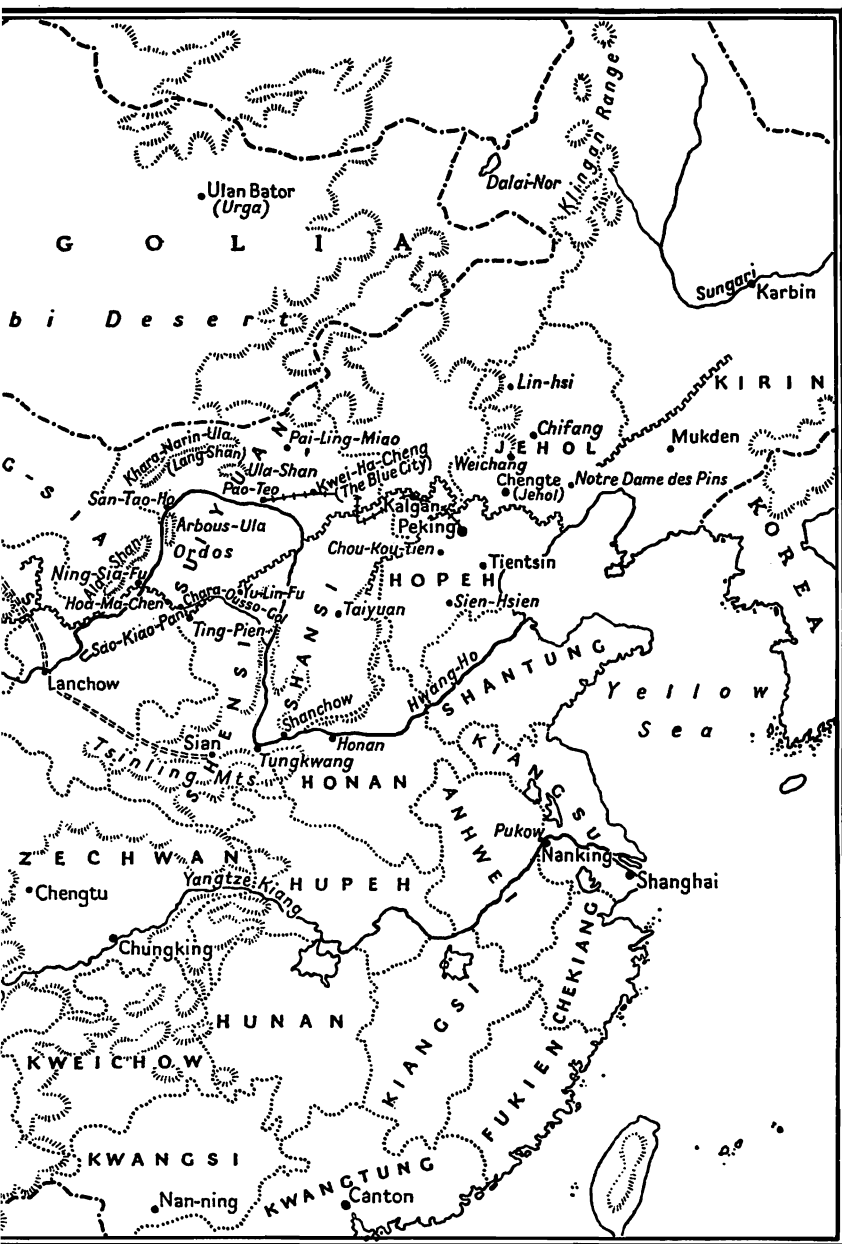 Klingan Range
Dalai-Nor
Ulan Bator
(Urga)
G O L I A
Sungari
Karbin
bi Desert
KIRIN
Lin-hsi
Chifang
Mukden
JEHOL
Pai-Ling-Miao
Khara-Narin-Ula
(Lang-Shan)
SUIYUAN
Ula-Shan
Kwei-Ha-Cheng
(The Blue City)
Weichang
Chengte
(Jehol)
Notre Dame des Pins
G-SIA
San-Tao-Ho
Pao-Teo
Kalgan
Peking
KOREA
Arbous-Ula
Ordos
Chou-Kou-tien
Tientsin
Ning-Sia-Fu
HOPEH
Hoa-Ma-Chen
Chara-Ousso-Gol
Yu-Lin-Fu
Sien-Hsien
Taiyuan
Sao-Kiao-Pan
Ting-Pien
SHANSI
Lanchow
SHENSI
Hwang-Ho
SHANTUNG
Yellow
Sea
Shanchow
Sian
Honan
Tungkwang
Tsinling Mts
HONAN
KIANGSU
ANHWEI
Pukow
Nanking
Shanghai
ZECHWAN
Chengtu
Yangtze-Kiang
HUPEH
Chungking
CHEKIANG
HUNAN
KIANGSI
KWEICHOW
FUKIEN
KWANGSI
Nan-ning
KWANGTUNG
Canton